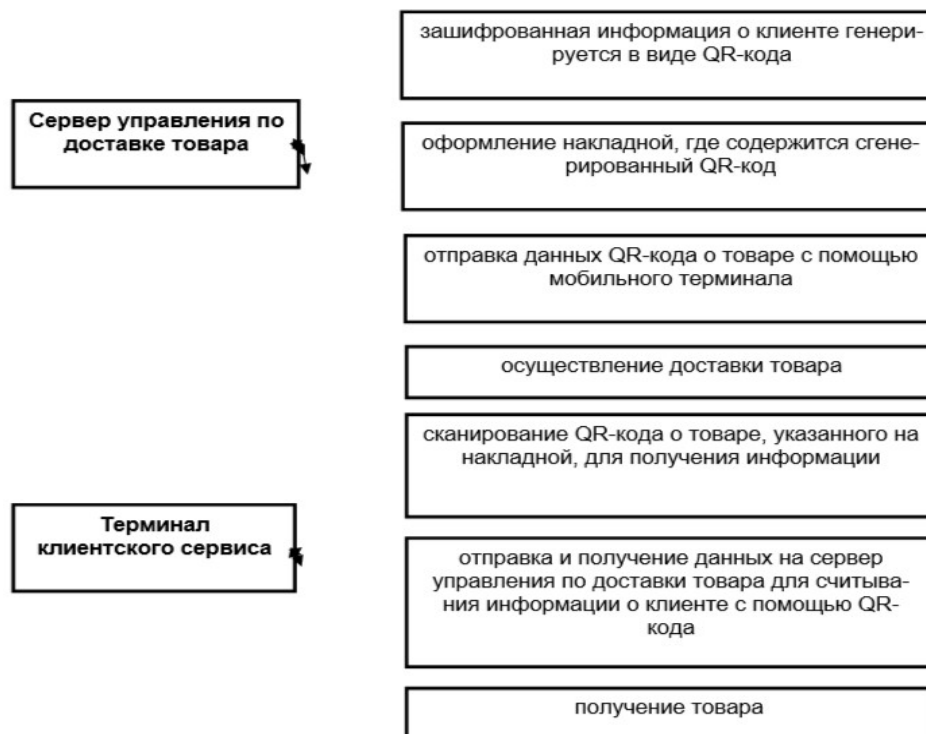 зашифрованная информация о клиенте генери-
руется в виде QR-кода
Сервер управления по
доставке товара
оформление накладной, где содержится сгене-
рированный QR-код
отправка данных QR-кода о товаре с помощью
мобильного терминала
осуществление доставки товара
сканирование QR-кода о товаре, указанного на
накладной, для получения информации
Терминал
клиентского сервиса
отправка и получение данных на сервер
управления по доставки товара для считыва-
ния информации о клиенте с помощью QR-
кода
получение товара